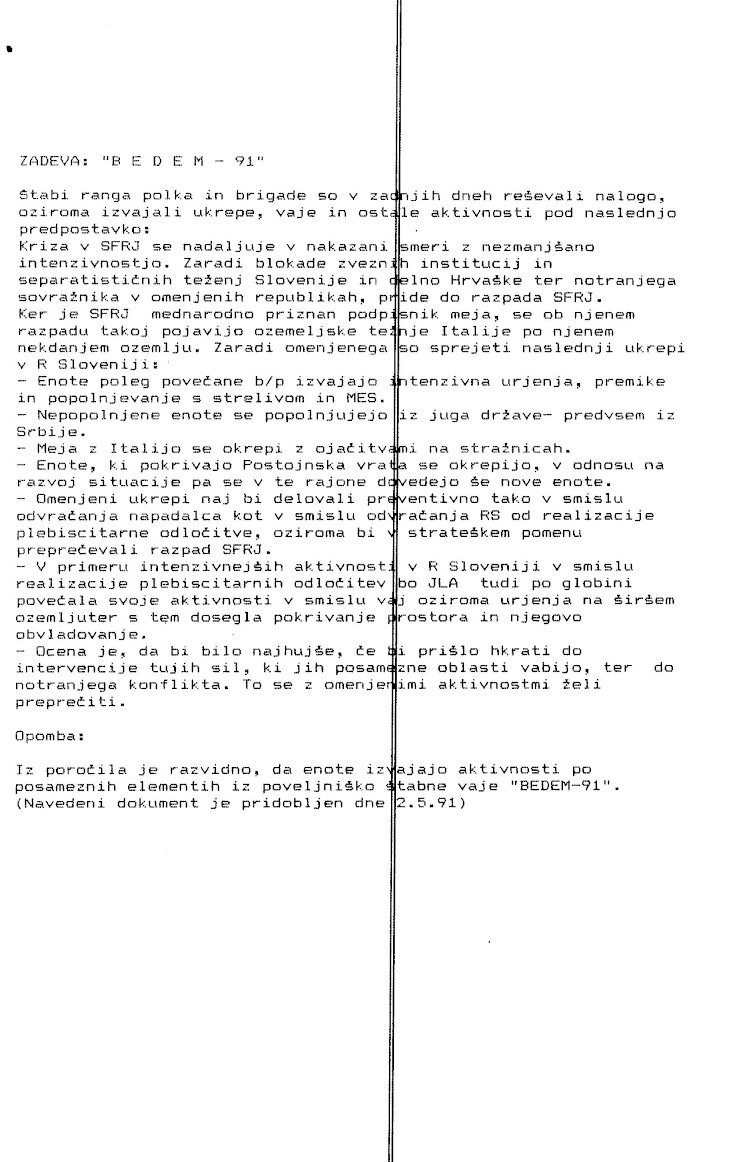 ZADEVA: "B E D E M - 91"
Štabi ranga polka in brigade so v zadnjih dneh reševali nalogo,
oziroma izvajali ukrepe, vaje in ostale aktivnosti pod naslednjo
predpostavko:
Kriza v SFRJ se nadaljuje v nakazani smeri z nezmanjšano
intenzivnostjo. Zaradi blokade zveznih institucij in
separatističnih teženj Slovenije in delno Hrvaške ter notranjega
sovražnika v omenjenih republikah, pride do razpada SFRJ.
Ker je SFRJ mednarodno priznan podpisnik meja, se ob njenem
razpadu takoj pojavijo ozemeljske težnje Italije po njenem
nekdanjem ozemlju. Zaradi omenjenega so sprejeti naslednji ukrepi
v R Sloveniji:
- Enote poleg povečane b/p izvajajo intenzivna urjenja, premike
in popolnjevanje s strelivom in MES.
- Nepopolnjene enote se popolnjujejo iz juga države- predvsem iz
Srbije.
- Meja z Italijo se okrepi z ojačitvami na stražnicah.
- Enote, ki pokrivajo Postojnska vrata se okrepijo, v odnosu na
razvoj situacije pa se v te rajone dovedejo še nove enote.
- Omenjeni ukrepi naj bi delovali preventivno tako v smislu
odvračanja napadalca kot v smislu odvračanja RS od realizacije
plebiscitarne odločitve, oziroma bi v strateškem pomenu
preprečevali razpad SFRJ.
- V primeru intenzivnejših aktivnosti v R Sloveniji v smislu
realizacije plebiscitarnih odločitev bo JLA tudi po globini
povečala svoje aktivnosti v smislu vaj oziroma urjenja na širšem
ozemljuter s tem dosegla pokrivanje prostora in njegovo
obvladovanje.
- Ocena je, da bi bilo najhujše, če bi prišlo hkrati do
intervencije tujih sil, ki jih posamezne oblasti vabijo, ter do
notranjega konflikta. To se z omenjenimi aktivnostmi želi
preprečiti.
Opomba:
Iz poročila je razvidno, da enote izvajajo aktivnosti po
posameznih elementih iz poveljniško štabne vaje "BEDEM-91".
(Navedeni dokument je pridobljen dne 2.5.91)